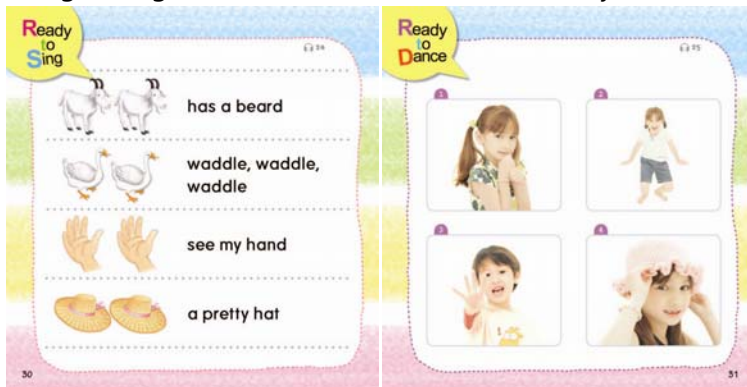 Ready
to
Sing
24
has a beard
waddle, waddle,
waddle
see my hand
a pretty hat
30
Ready
to
Dance
25
1
2
3
4
31